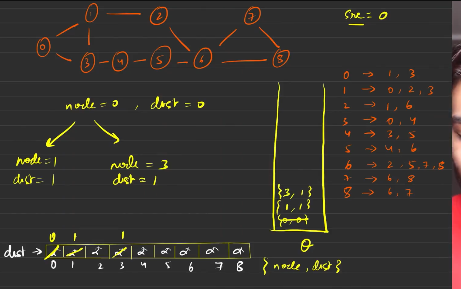 src = 0
1
2
7
0
3
4
5
6
8
0 → 1, 3
1 → 0, 2, 3
2 → 1, 6
3 → 0, 4
4 → 3, 5
5 → 4, 6
6 → 2, 5, 7, 8
7 → 6, 8
8 → 6, 7
node = 0 , dist = 0
node = 1
dist = 1
node = 3
dist = 1
{3, 1}
{1, 1}
{0, 0}
Q
{ node, dist }
0 1 1
dist → α α α α α α α α α
0 1 2 3 4 5 6 7 8